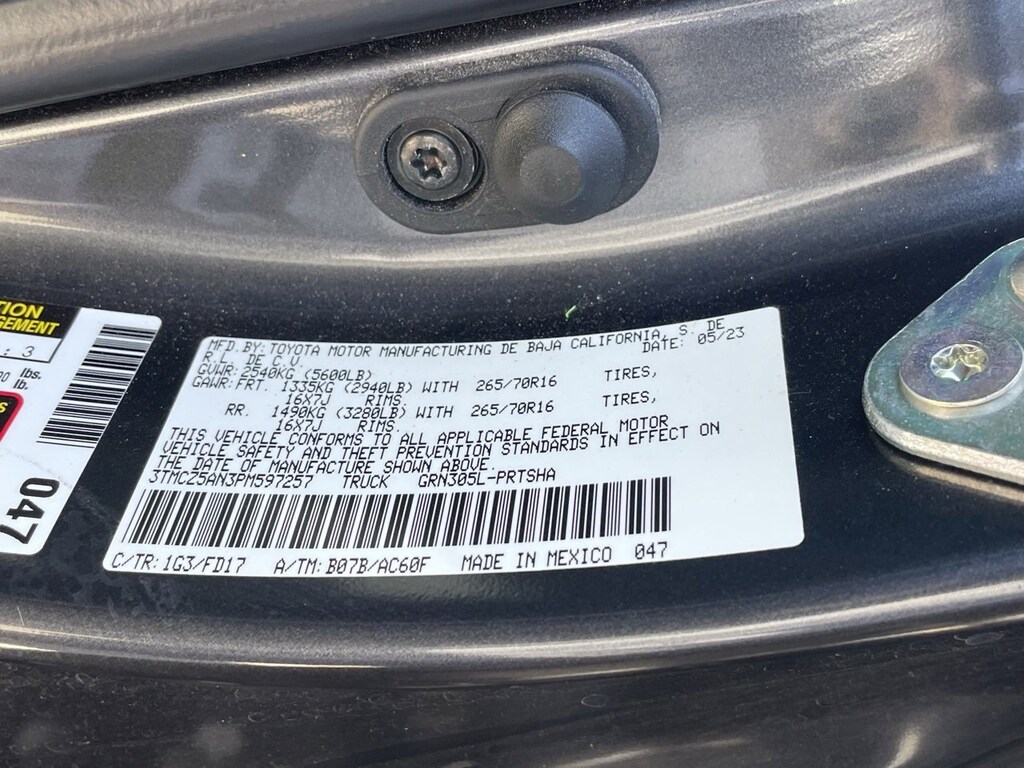 TION
GEMENT
: 3
lbs.
lb.
047
MFD.BY:TOYOTA MOTOR MANUFACTURING DE BAJA CALIFORNIA, S. DE
R.L. DE C.V. DATE: 05/23
GVWR:2540KG (5600LB)
GAWR:FRT. 1335KG (2940LB) WITH 265/70R16 TIRES,
16X7J RIMS.
RR. 1490KG (3280LB) WITH 265/70R16 TIRES,
16X7J RIMS.
THIS VEHICLE CONFORMS TO ALL APPLICABLE FEDERAL MOTOR
VEHICLE SAFETY AND THEFT PREVENTION STANDARDS IN EFFECT ON
THE DATE OF MANUFACTURE SHOWN ABOVE.
3TMCZ5AN3PM597257 TRUCK GRN305L-PRTSHA
C/TR:1G3/FD17 A/TM:B07B/AC60F MADE IN MEXICO 047